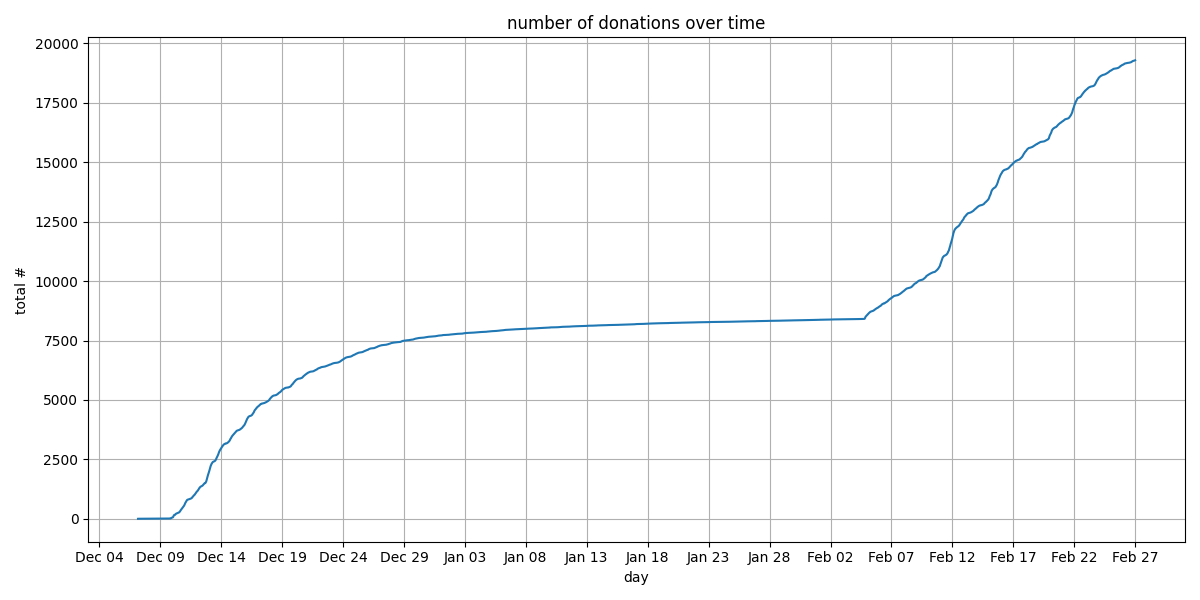 number of donations over time
total #
20000
17500
15000
12500
10000
7500
5000
2500
0
Dec 04 Dec 09 Dec 14 Dec 19 Dec 24 Dec 29 Jan 03 Jan 08 Jan 13 Jan 18 Jan 23 Jan 28 Feb 02 Feb 07 Feb 12 Feb 17 Feb 22 Feb 27
day